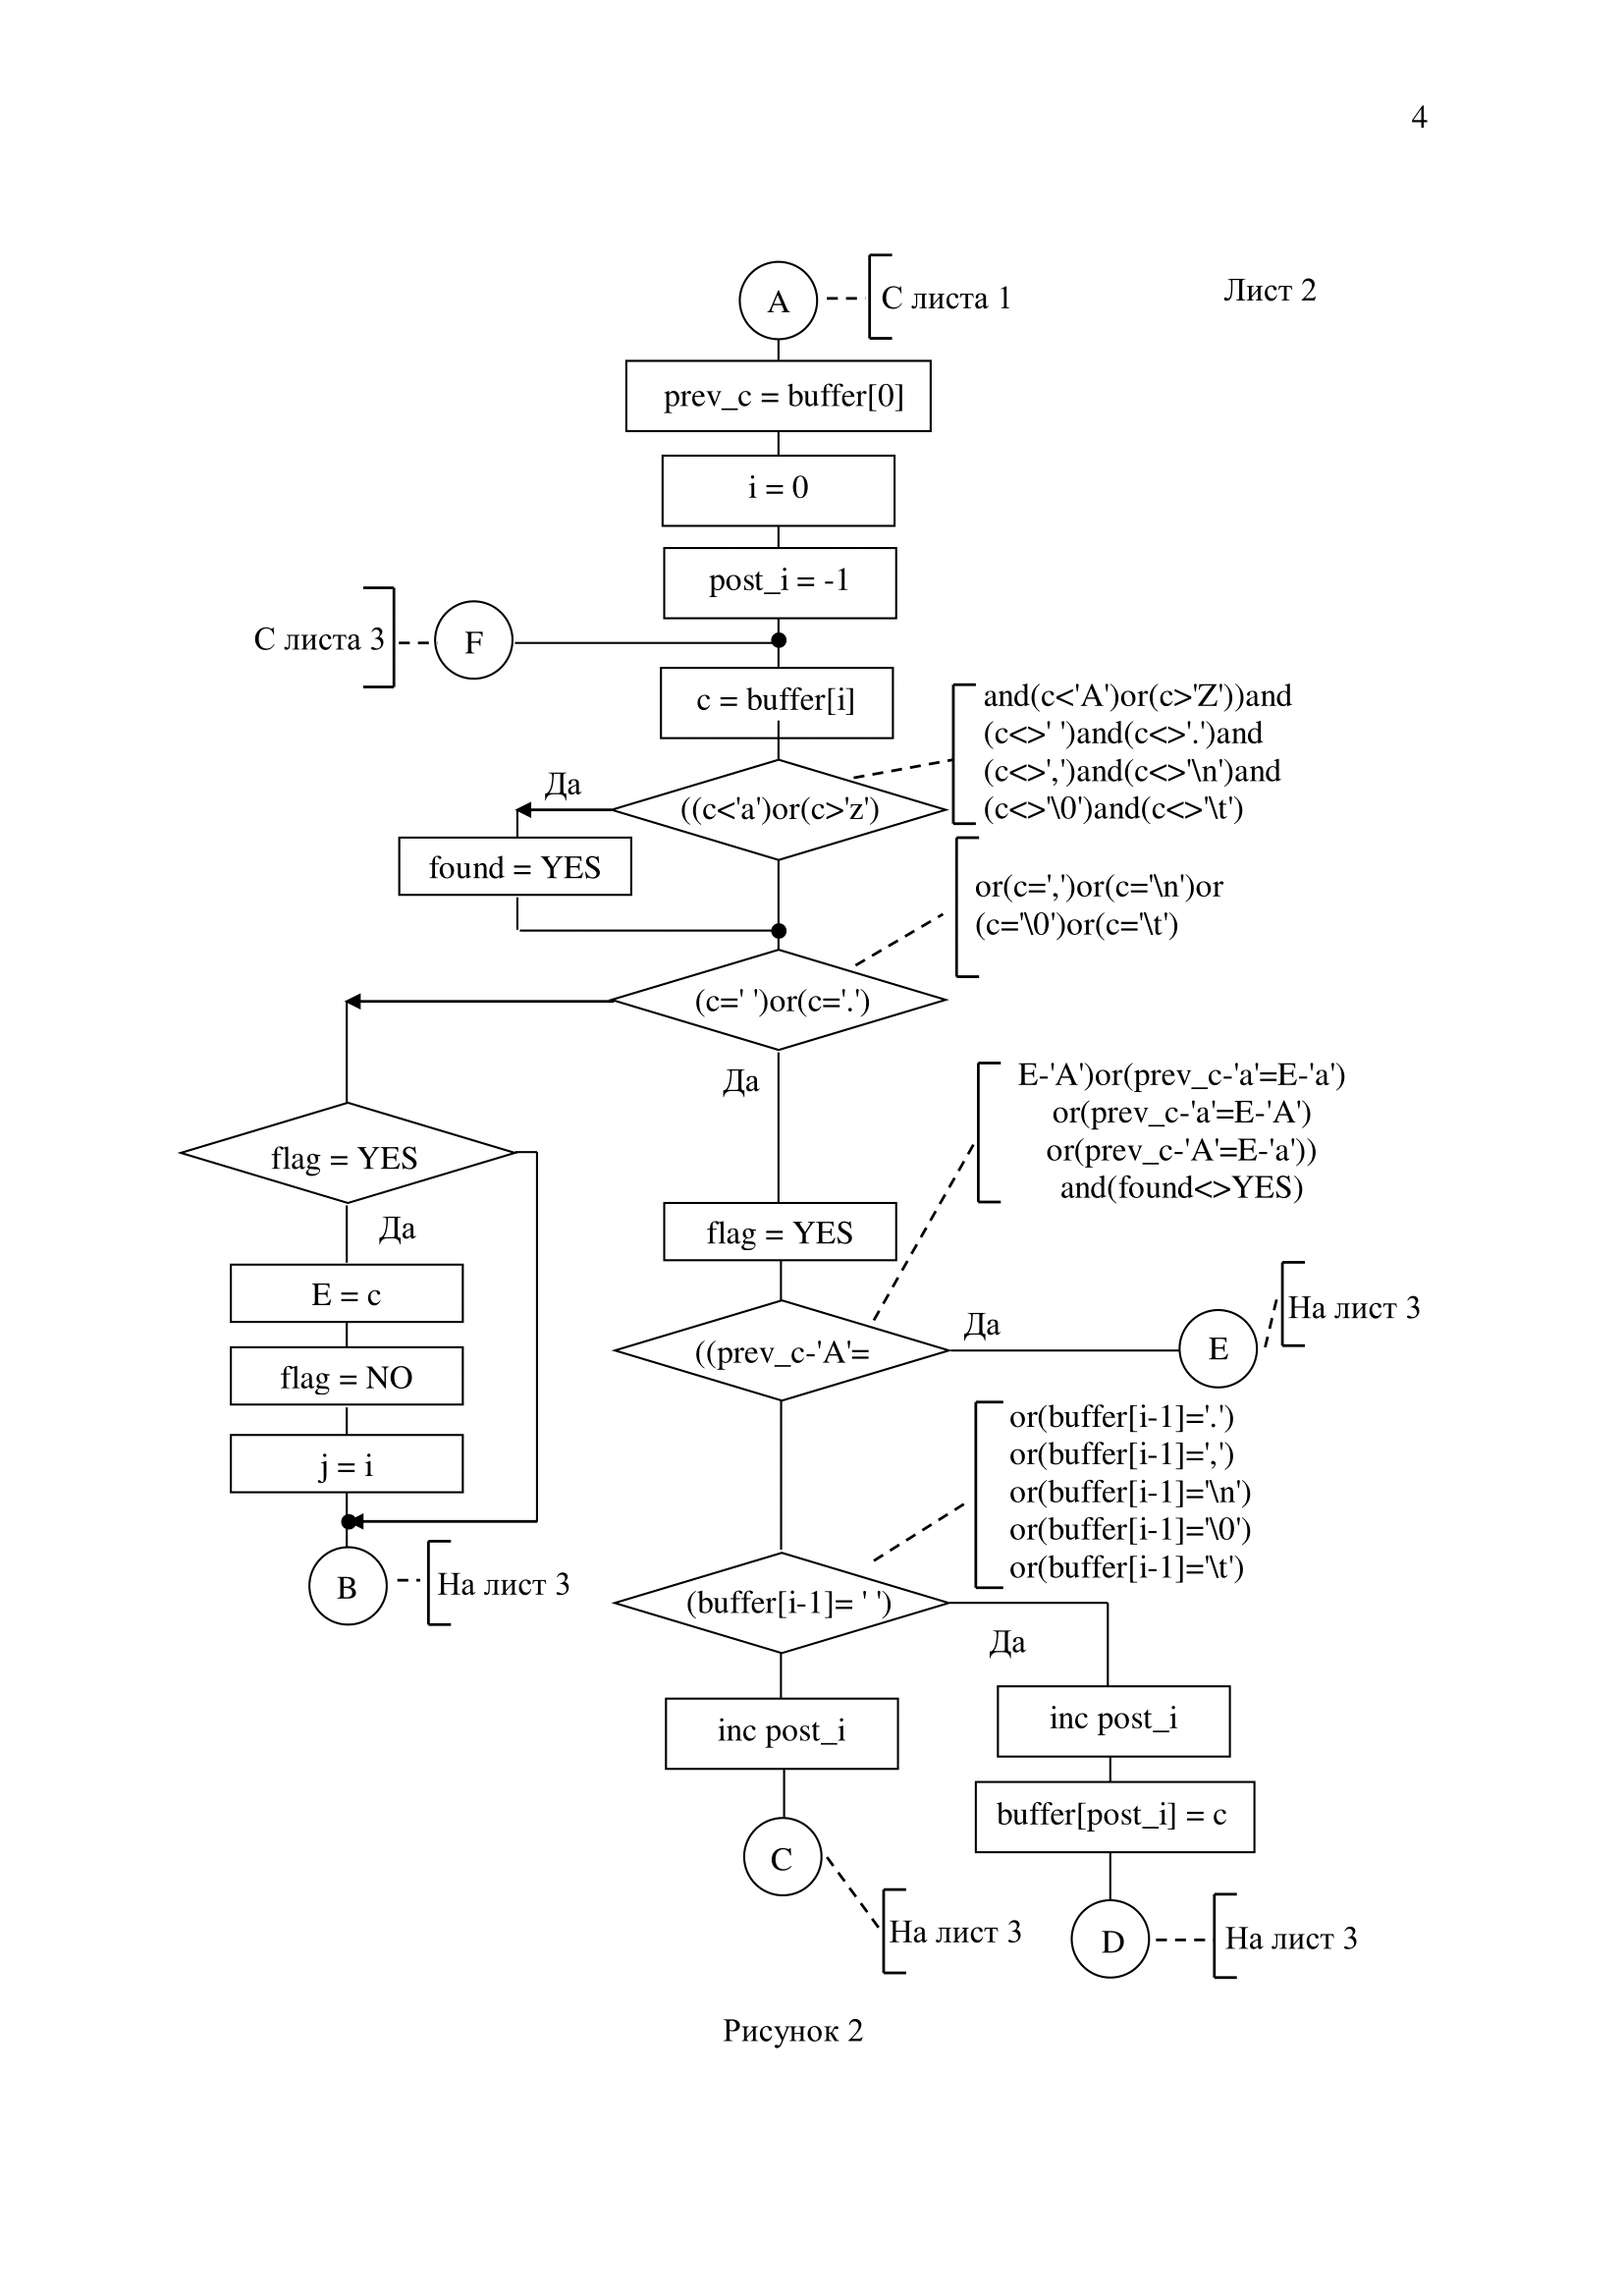 4
Лист 2
A
С листа 1
prev_c = buffer[0]
i = 0
post_i = -1
С листа 3
F
c = buffer[i]
and(c<'A')or(c>'Z'))and
(c<>' ')and(c<>'.')and
(c<>',')and(c<>'\n')and
(c<>'\0')and(c<>'\t')
Да
((c<'a')or(c>'z')
found = YES
or(c=',')or(c='\n')or
(c='\0')or(c='\t')
(c=' ')or(c='.')
Да
E-'A')or(prev_c-'a'=E-'a')
or(prev_c-'a'=E-'A')
or(prev_c-'A'=E-'a'))
and(found<>YES)
flag = YES
Да
flag = YES
E = c
flag = NO
j = i
B
На лист 3
((prev_c-'A'=
Да
E
На лист 3
or(buffer[i-1]='.')
or(buffer[i-1]=',')
or(buffer[i-1]='\n')
or(buffer[i-1]='\0')
or(buffer[i-1]='\t')
(buffer[i-1]= ' ')
Да
inc post_i
inc post_i
buffer[post_i] = c
C
На лист 3
D
На лист 3
Рисунок 2